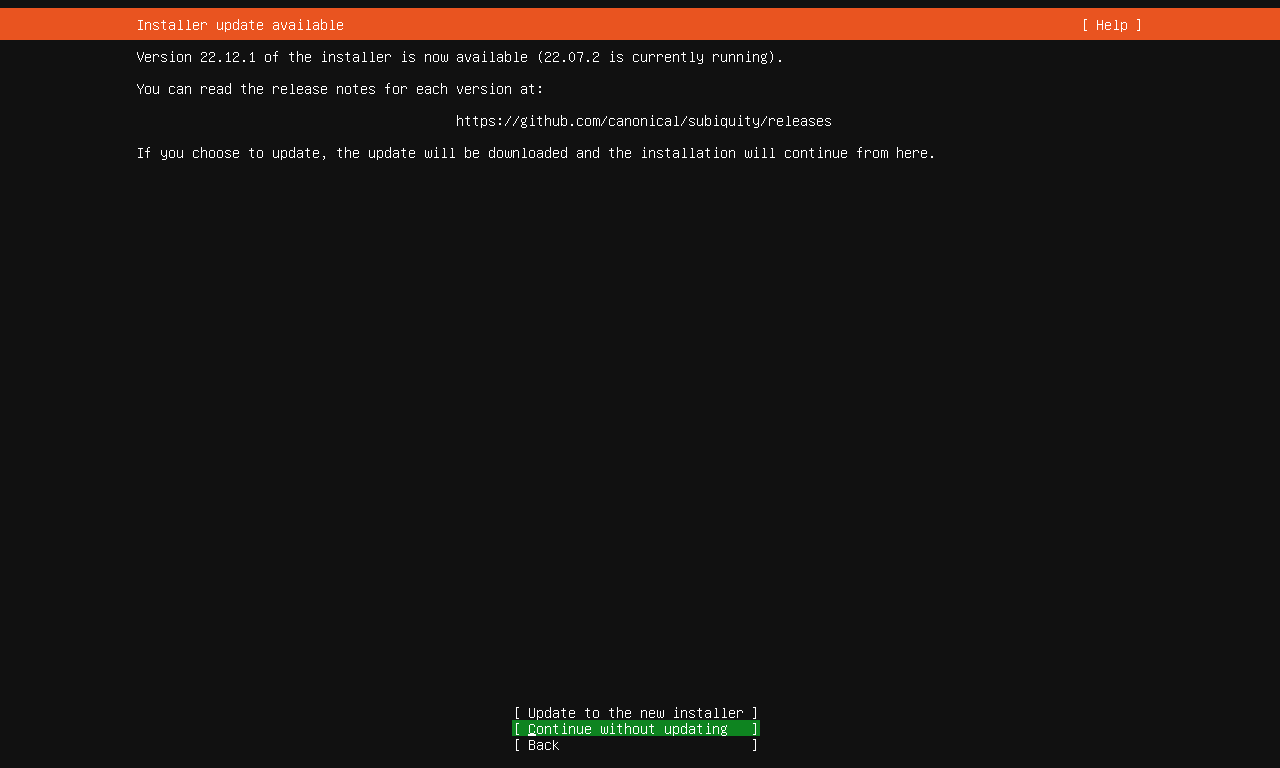 Installer update available [ Help ]
Version 22.12.1 of the installer is now available (22.07.2 is currently running).
You can read the release notes for each version at:
https://github.com/canonical/subiquity/releases
If you choose to update, the update will be downloaded and the installation will continue from here.
[ Update to the new installer ]
[ Continue without updating ]
[ Back ]